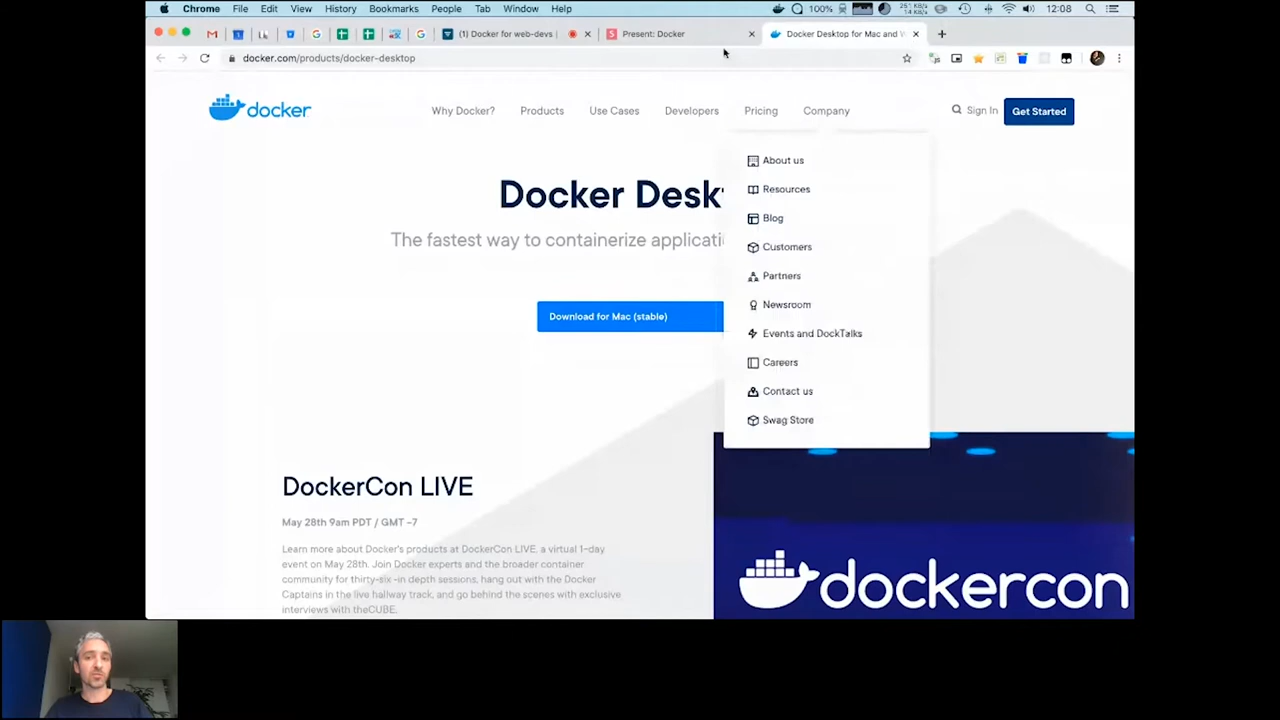 Chrome File Edit View History Bookmarks People Tab Window Help 100% 251 KB/s 14 KB/s 12:08
(1) Docker for web-devs Present: Docker Docker Desktop for Mac and W
docker.com/products/docker-desktop
docker Why Docker? Products Use Cases Developers Pricing Company Sign In Get Started
About us
Docker Deskt
Resources
Blog
The fastest way to containerize applicati
Customers
Partners
Newsroom
Download for Mac (stable)
Events and DockTalks
Careers
Contact us
Swag Store
DockerCon LIVE
May 28th 9am PDT / GMT -7
Learn more about Docker's products at DockerCon LIVE, a virtual 1-day
event on May 28th. Join Docker experts and the broader container
community for thirty-six -in depth sessions, hang out with the Docker
Captains in the live hallway track, and go behind the scenes with exclusive
interviews with theCUBE.
dockercon